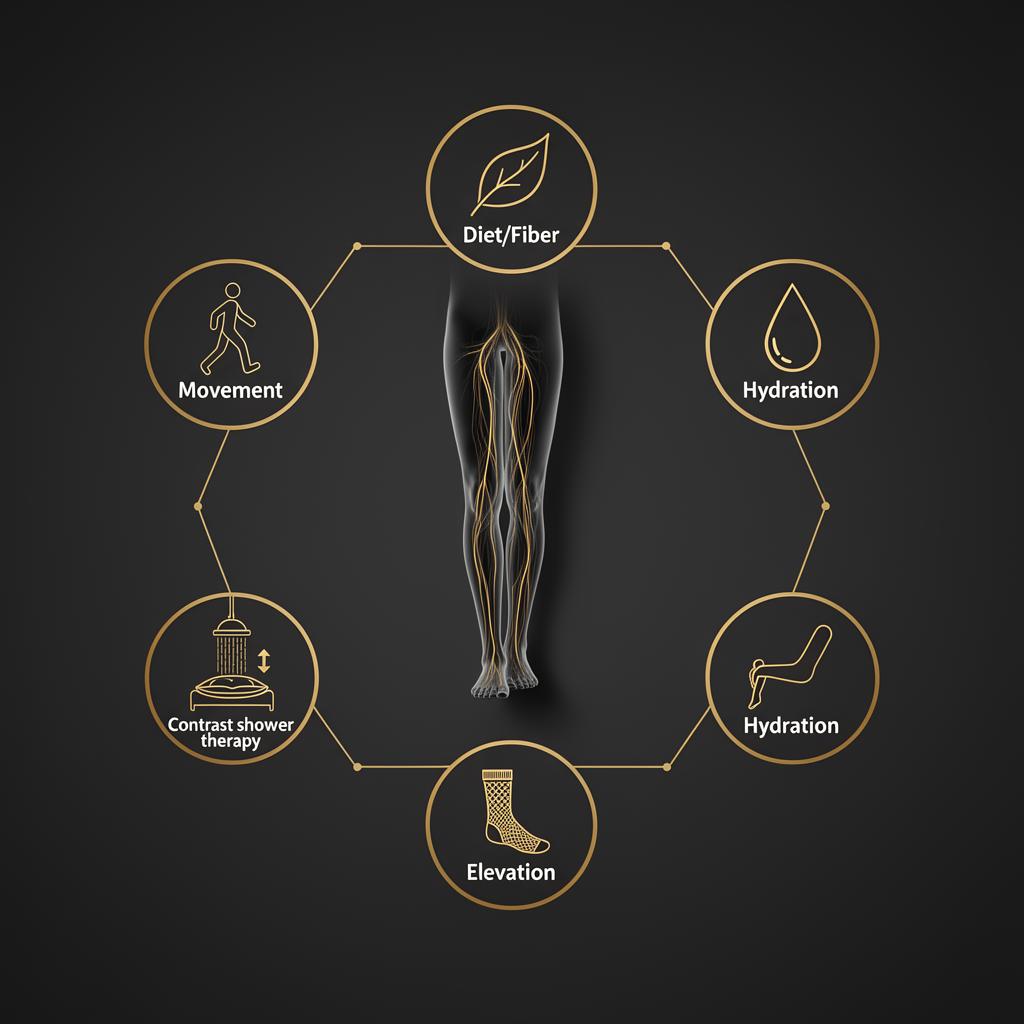 Diet/Fiber
Movement
Hydration
Contrast shower
therapy
Hydration
Elevation